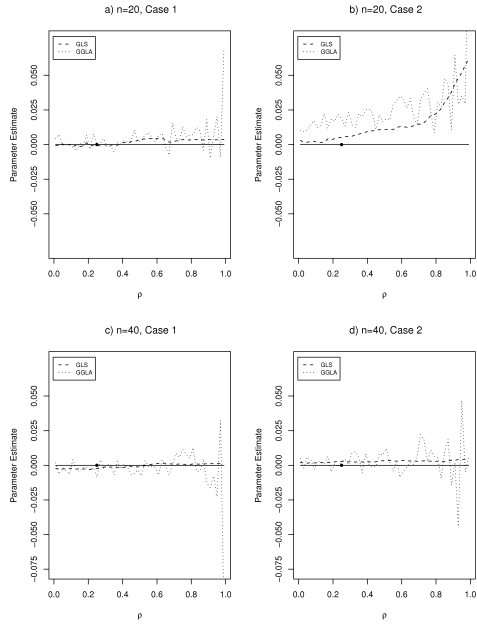 a) n=20, Case 1
GLS
GGLA
Parameter Estimate
0.050
0.025
0.000
−0.025
−0.050
0.0 0.2 0.4 0.6 0.8 1.0
ρ
b) n=20, Case 2
GLS
GGLA
Parameter Estimate
0.050
0.025
0.000
−0.025
−0.050
0.0 0.2 0.4 0.6 0.8 1.0
ρ
c) n=40, Case 1
GLS
GGLA
Parameter Estimate
0.050
0.025
0.000
−0.025
−0.050
−0.075
0.0 0.2 0.4 0.6 0.8 1.0
ρ
d) n=40, Case 2
GLS
GGLA
Parameter Estimate
0.050
0.025
0.000
−0.025
−0.050
−0.075
0.0 0.2 0.4 0.6 0.8 1.0
ρ